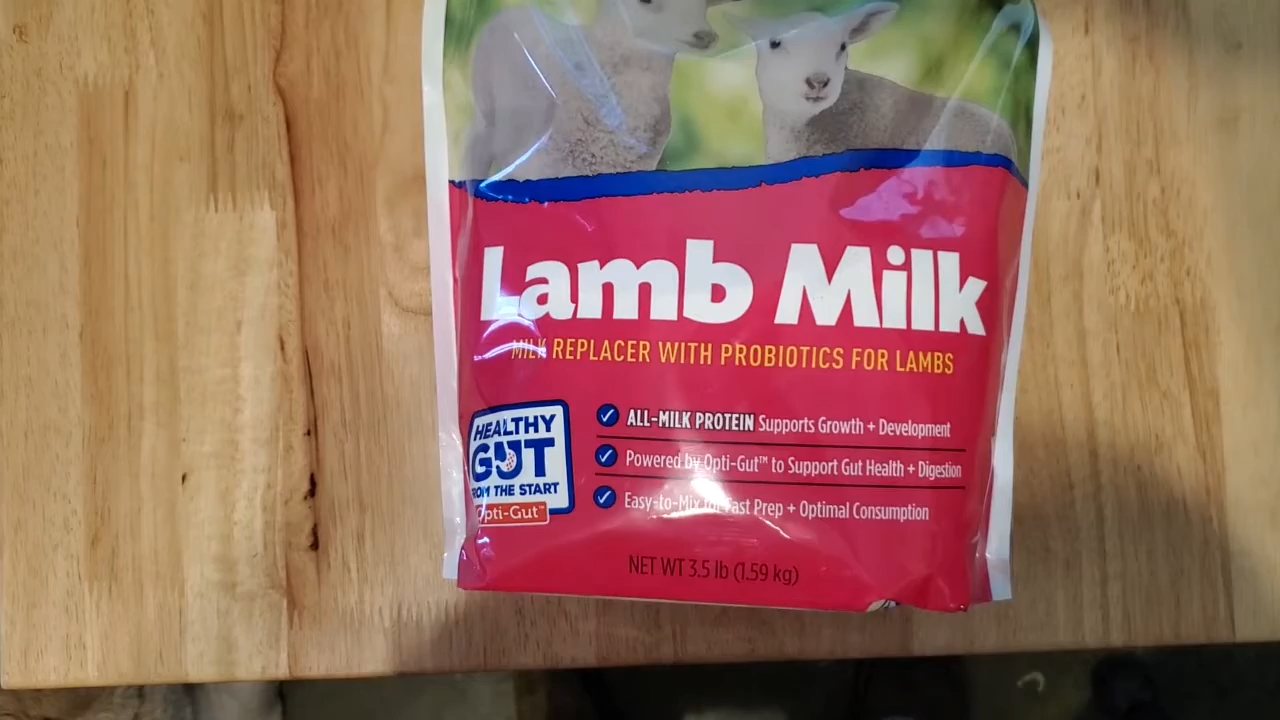 Lamb Milk
MILK REPLACER WITH PROBIOTICS FOR LAMBS
HEALTHY
GUT
FROM THE START
Opti-Gut™
ALL-MILK PROTEIN Supports Growth + Development
Powered by Opti-Gut™ to Support Gut Health + Digestion
Easy-to-Mix for Fast Prep + Optimal Consumption
NET WT 3.5 lb (1.59 kg)